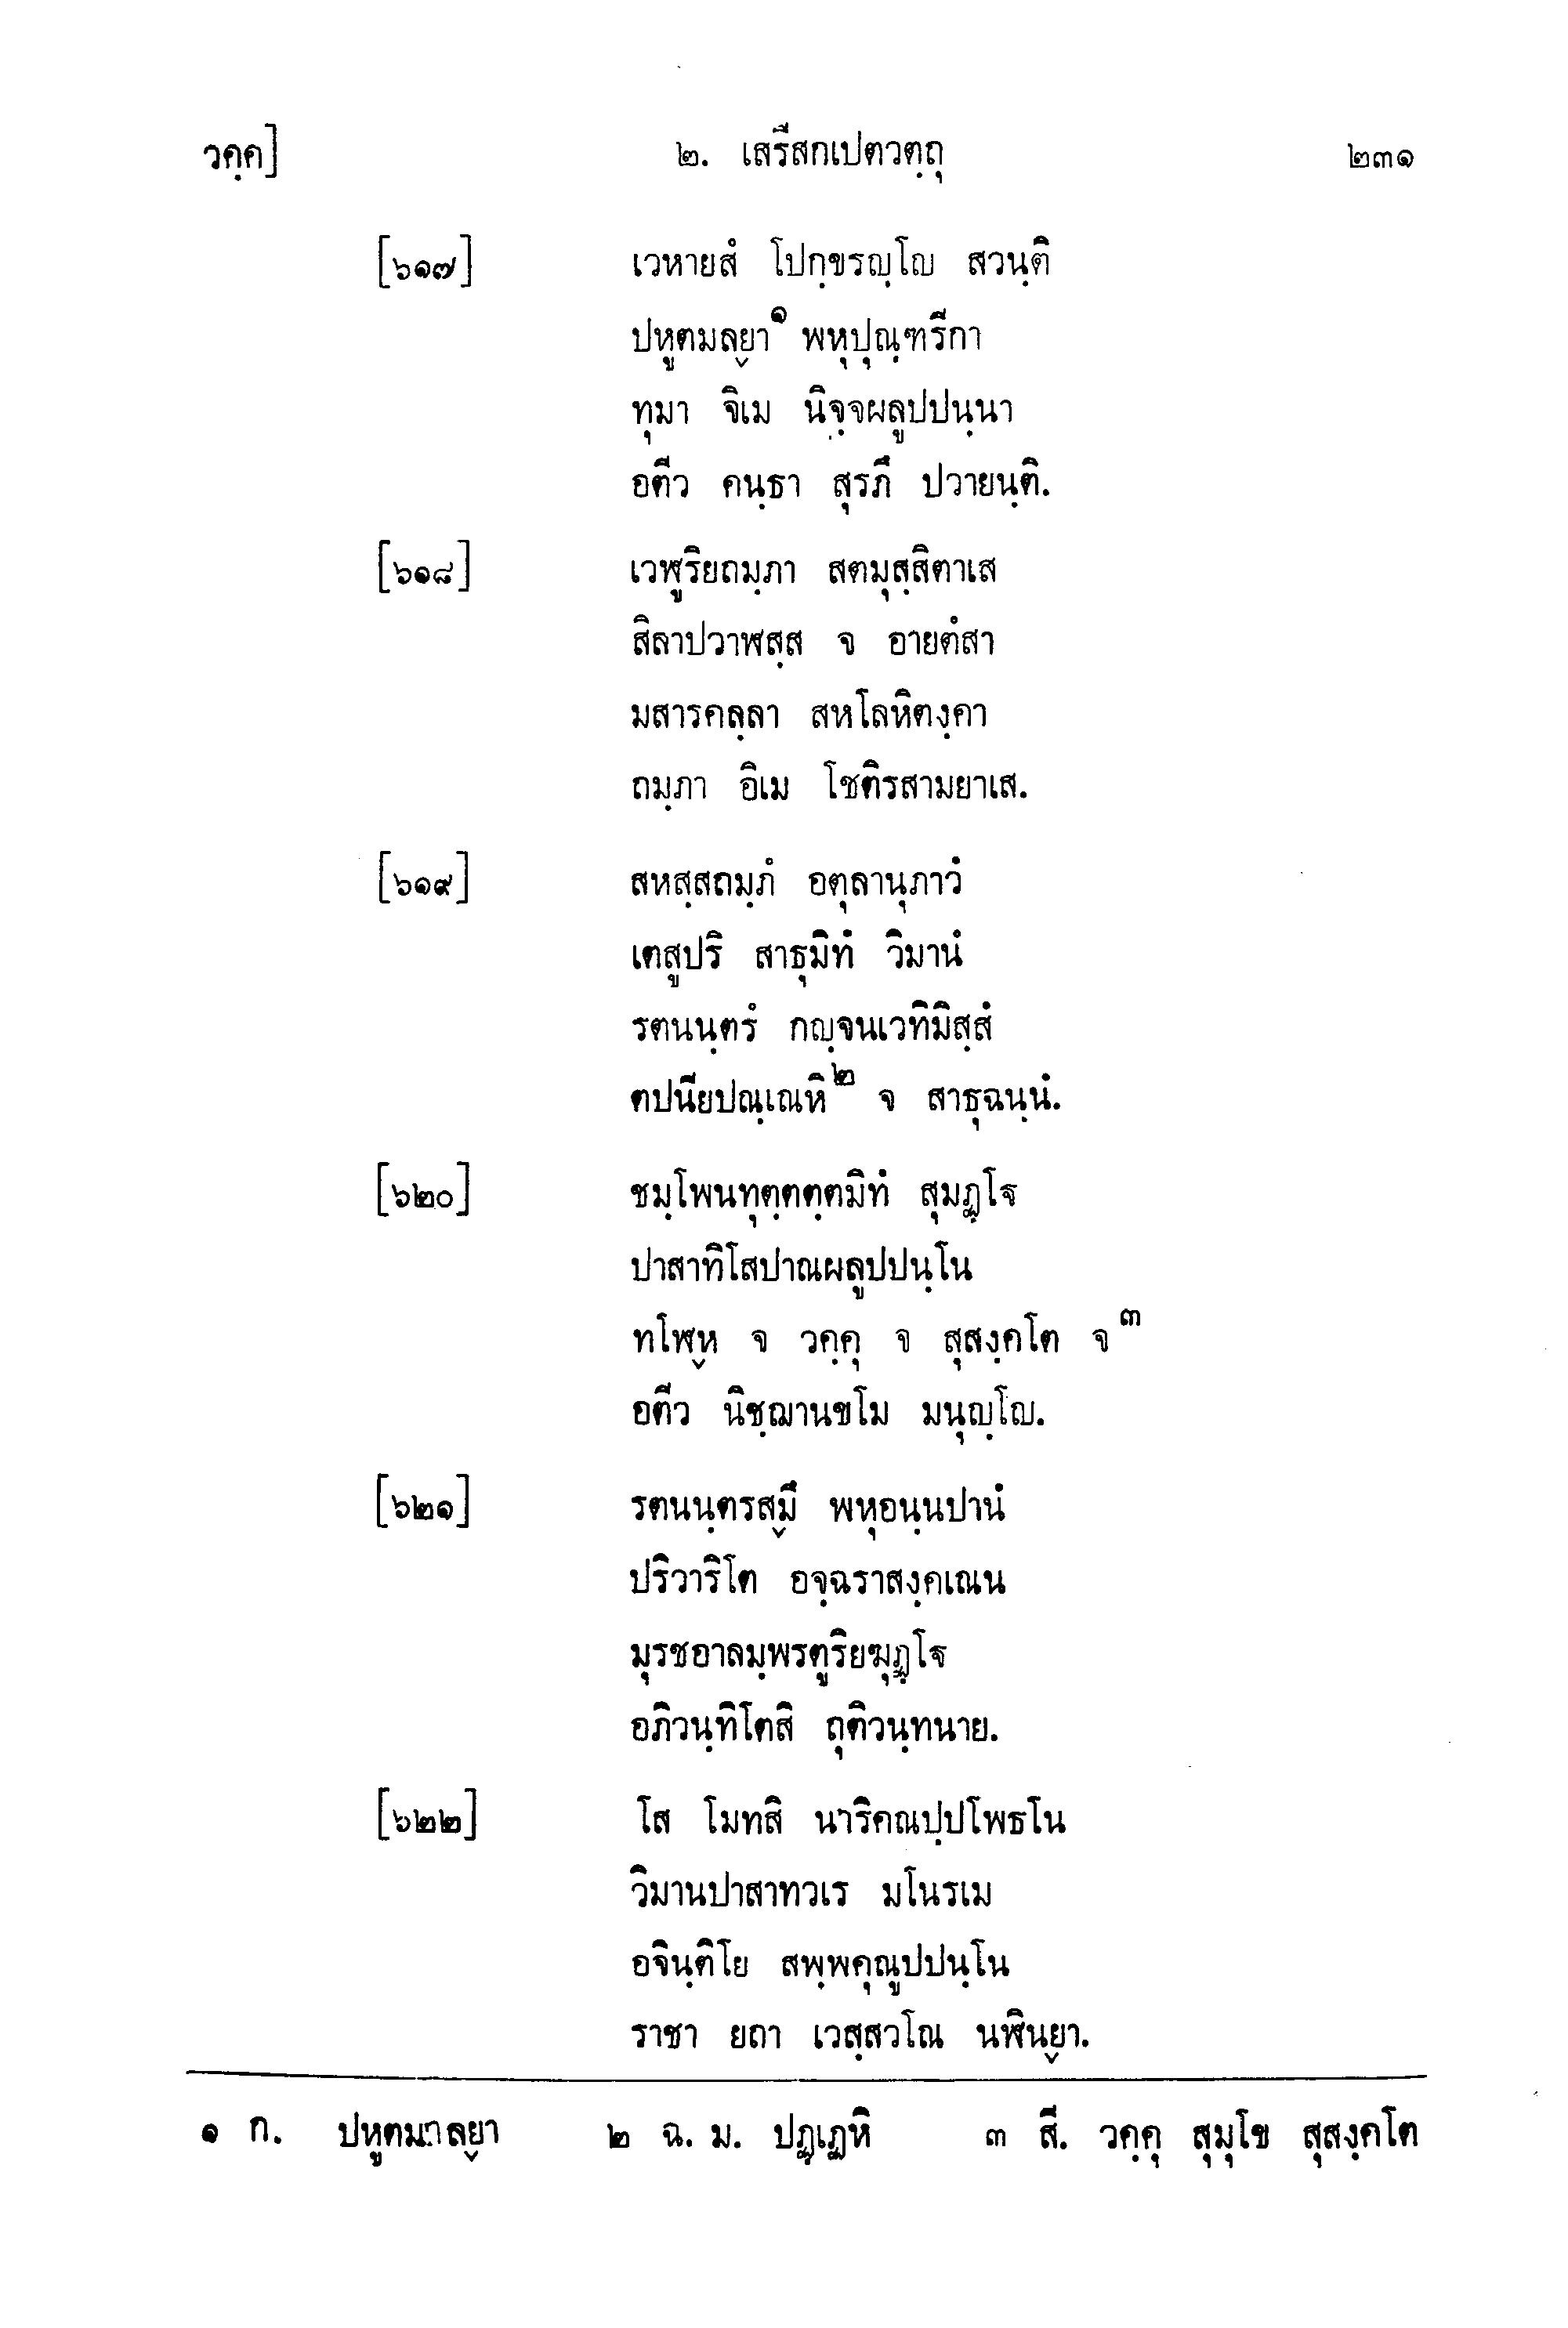 วคฺค]
๒. เสรีสกเปตวตฺถุ
๒๓๑
[๖๑๗] เวหายสํ โปกฺขรญฺโญ สวนฺติ
ปหูตมลฺยา๑ พหุปุณฺฑรีกา
ทุมา จิเม นิจฺจผลูปปนฺนา
อตีว คนฺธา สุรภึ ปวายนฺติ.
[๖๑๘] เวฬูริยถมฺภา สตมุสฺสิตาเส
สิลาปวาฬสฺส จ อายตํสา
มสารคลฺลา สหโลหิตงฺคา
ถมฺภา อิเม โชติรสามยาเส.
[๖๑๙] สหสฺสถมฺภํ อตุลานุภาวํ
เตสูปริ สาธุมิทํ วิมานํ
รตนนฺตรํ กญฺจนเวทิมิสฺสํ
ตปนียปณฺเณหิ๒ จ สาธุฉนฺนํ.
[๖๒๐] ชมฺโพนทุตฺตตฺตมิทํ สุมฏฺโฐ
ปาสาทิโสปาณผลูปปนฺโน
ทโฬฺห จ วคฺคุ จ สุสงฺคโต จ๓
อตีว นิชฺฌานขโม มนุญฺโญ.
[๖๒๑] รตนนฺตรสฺมึ พหุอนฺนปานํ
ปริวาริโต อจฺฉราสงฺคเณน
มุรชอาลมฺพรตูริยฆุฏฺโฐ
อภิวนฺทิโตสิ ถุติวนฺทนาย.
[๖๒๒] โส โมทสิ นาริคณปฺปโพธโน
วิมานปาสาทวเร มโนรเม
อจินฺติโย สพฺพคุณูปปนฺโน
ราชา ยถา เวสฺสวโณ นฬินฺยา.
๑ ก. ปหูตมาลฺยา ๒ ฉ. ม. ปฏฺเฏหิ ๓ สี. วคฺคุ สุมุโข สุสงฺคโต